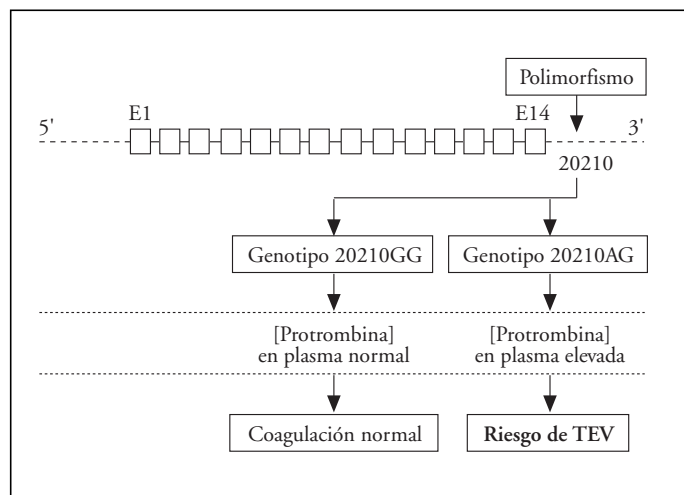 Polimorfismo
E1
E14
5'
3'
20210
Genotipo 20210GG
Genotipo 20210AG
[Protrombina]
en plasma normal
[Protrombina]
en plasma elevada
Coagulación normal
Riesgo de TEV